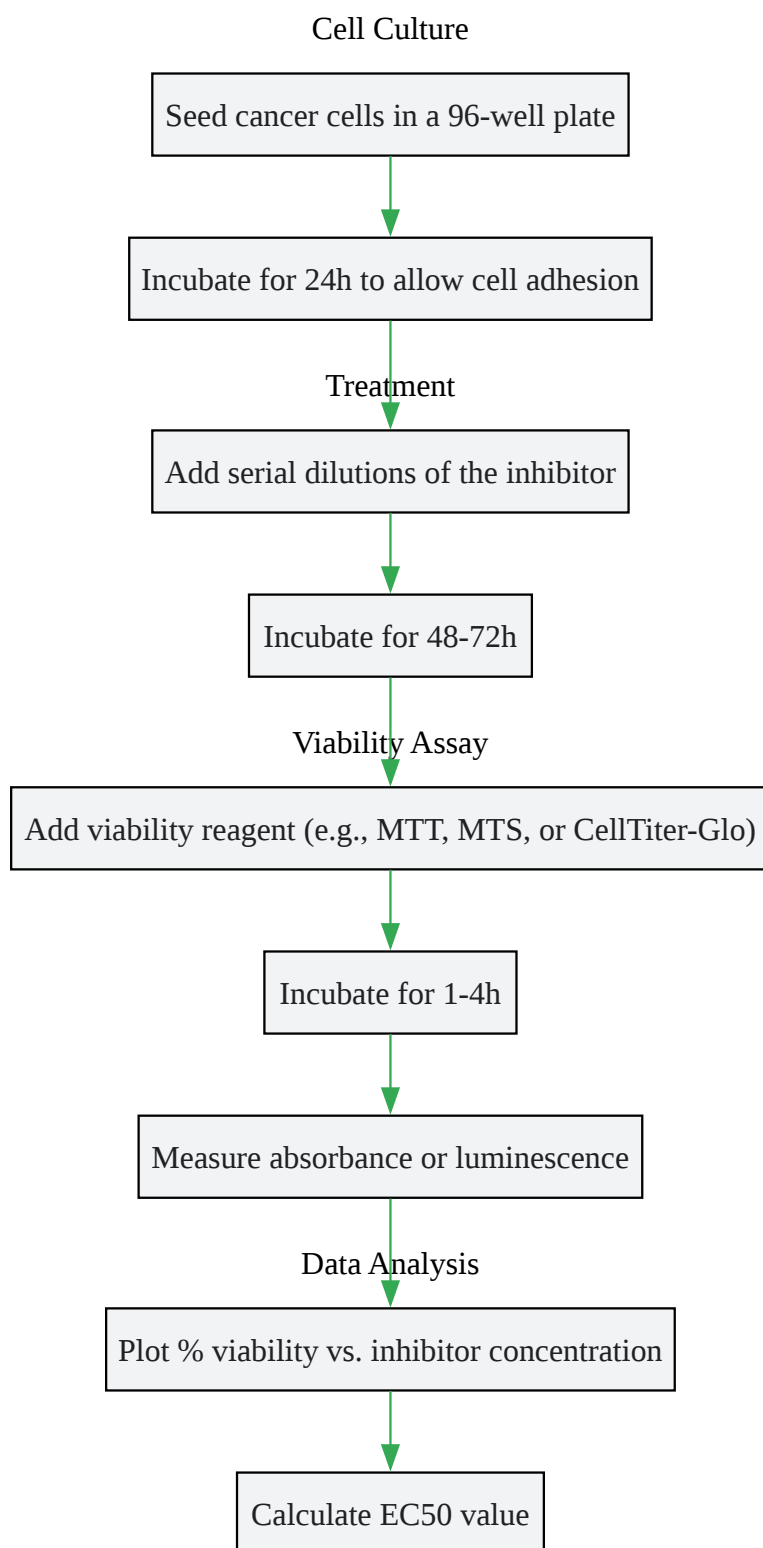 Cell Culture
Seed cancer cells in a 96-well plate
Incubate for 24h to allow cell adhesion
Treatment
Add serial dilutions of the inhibitor
Incubate for 48-72h
Viability Assay
Add viability reagent (e.g., MTT, MTS, or CellTiter-Glo)
Incubate for 1-4h
Measure absorbance or luminescence
Data Analysis
Plot % viability vs. inhibitor concentration
Calculate EC50 value